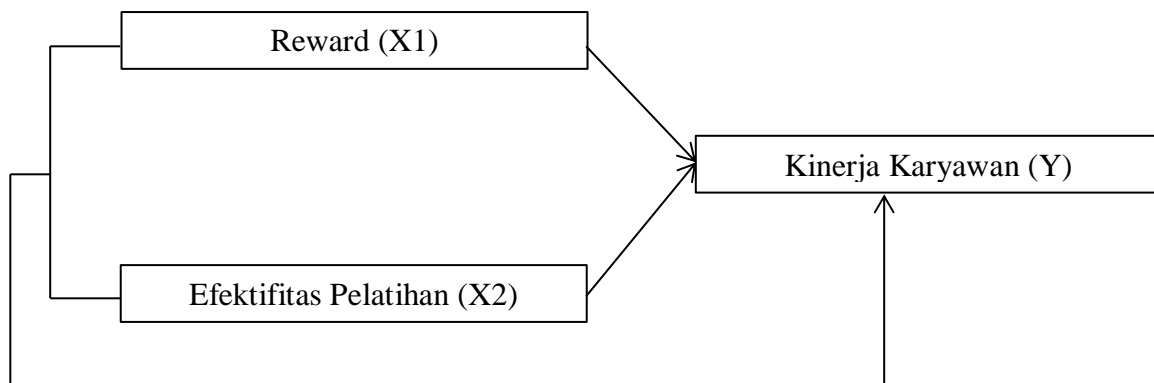 Reward (X1)
Kinerja Karyawan (Y)
Efektifitas Pelatihan (X2)